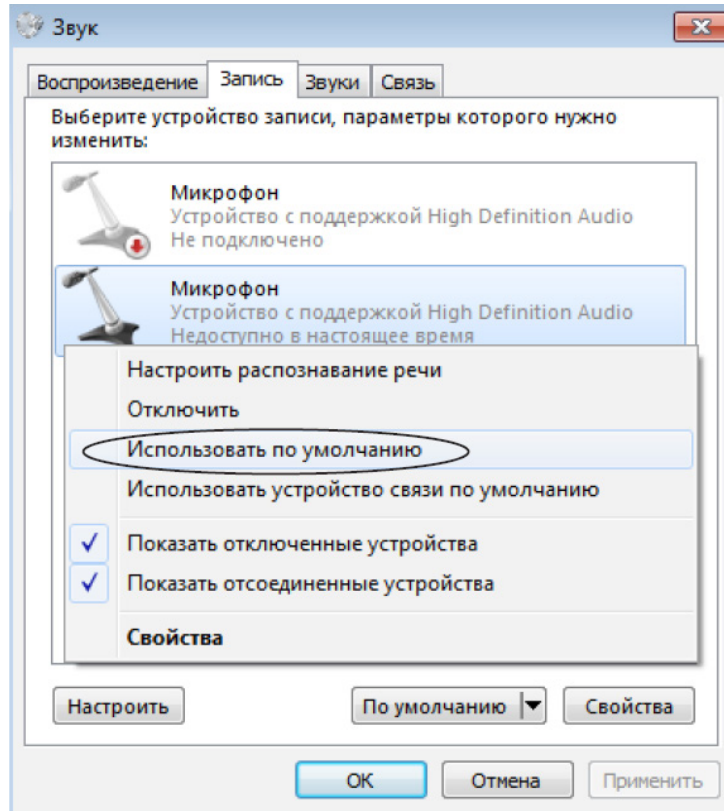 Звук
Воспроизведение Запись Звуки Связь
Выберите устройство записи, параметры которого нужно
изменить:
Микрофон
Устройство с поддержкой High Definition Audio
Не подключено
Микрофон
Устройство с поддержкой High Definition Audio
Недоступно в настоящее время
Настроить распознавание речи
Отключить
Использовать по умолчанию
Использовать устройство связи по умолчанию
Показать отключенные устройства
Показать отсоединенные устройства
Свойства
Настроить По умолчанию Свойства
ОК Отмена Применить